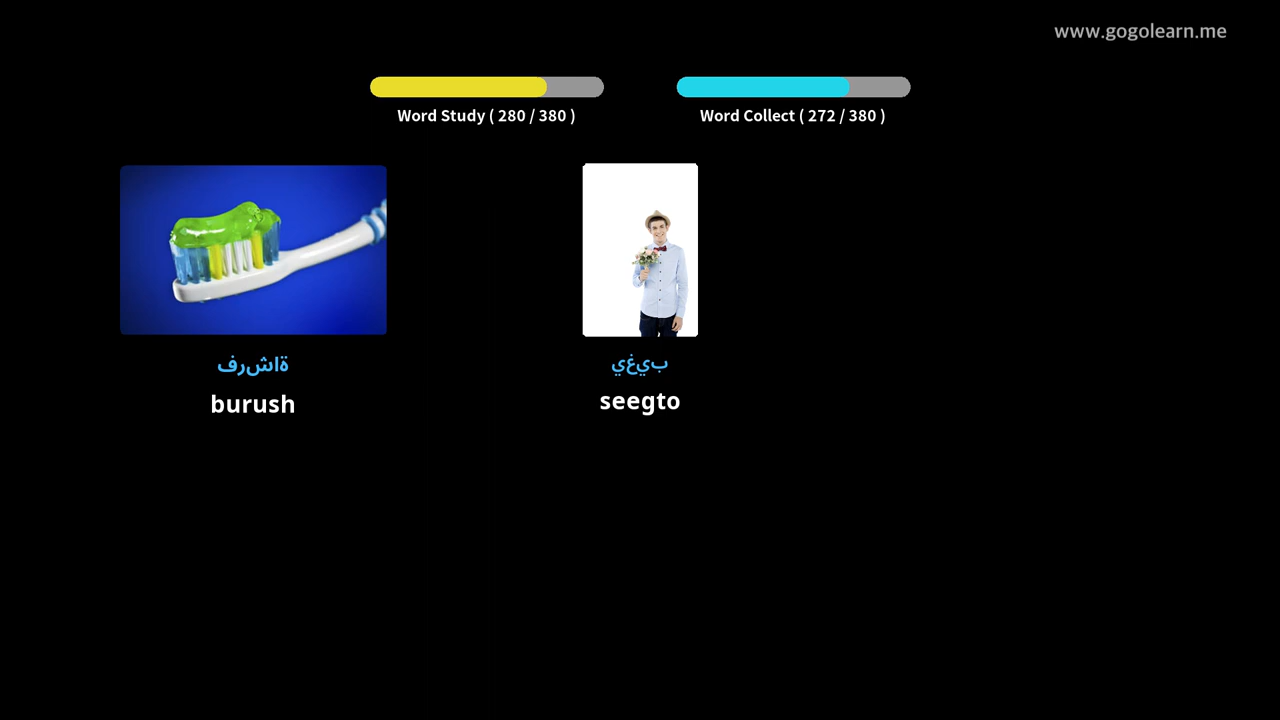 www.gogolearn.me
Word Study ( 280 / 380 )
Word Collect ( 272 / 380 )
ةاشرف
burush
بيغي
seegto